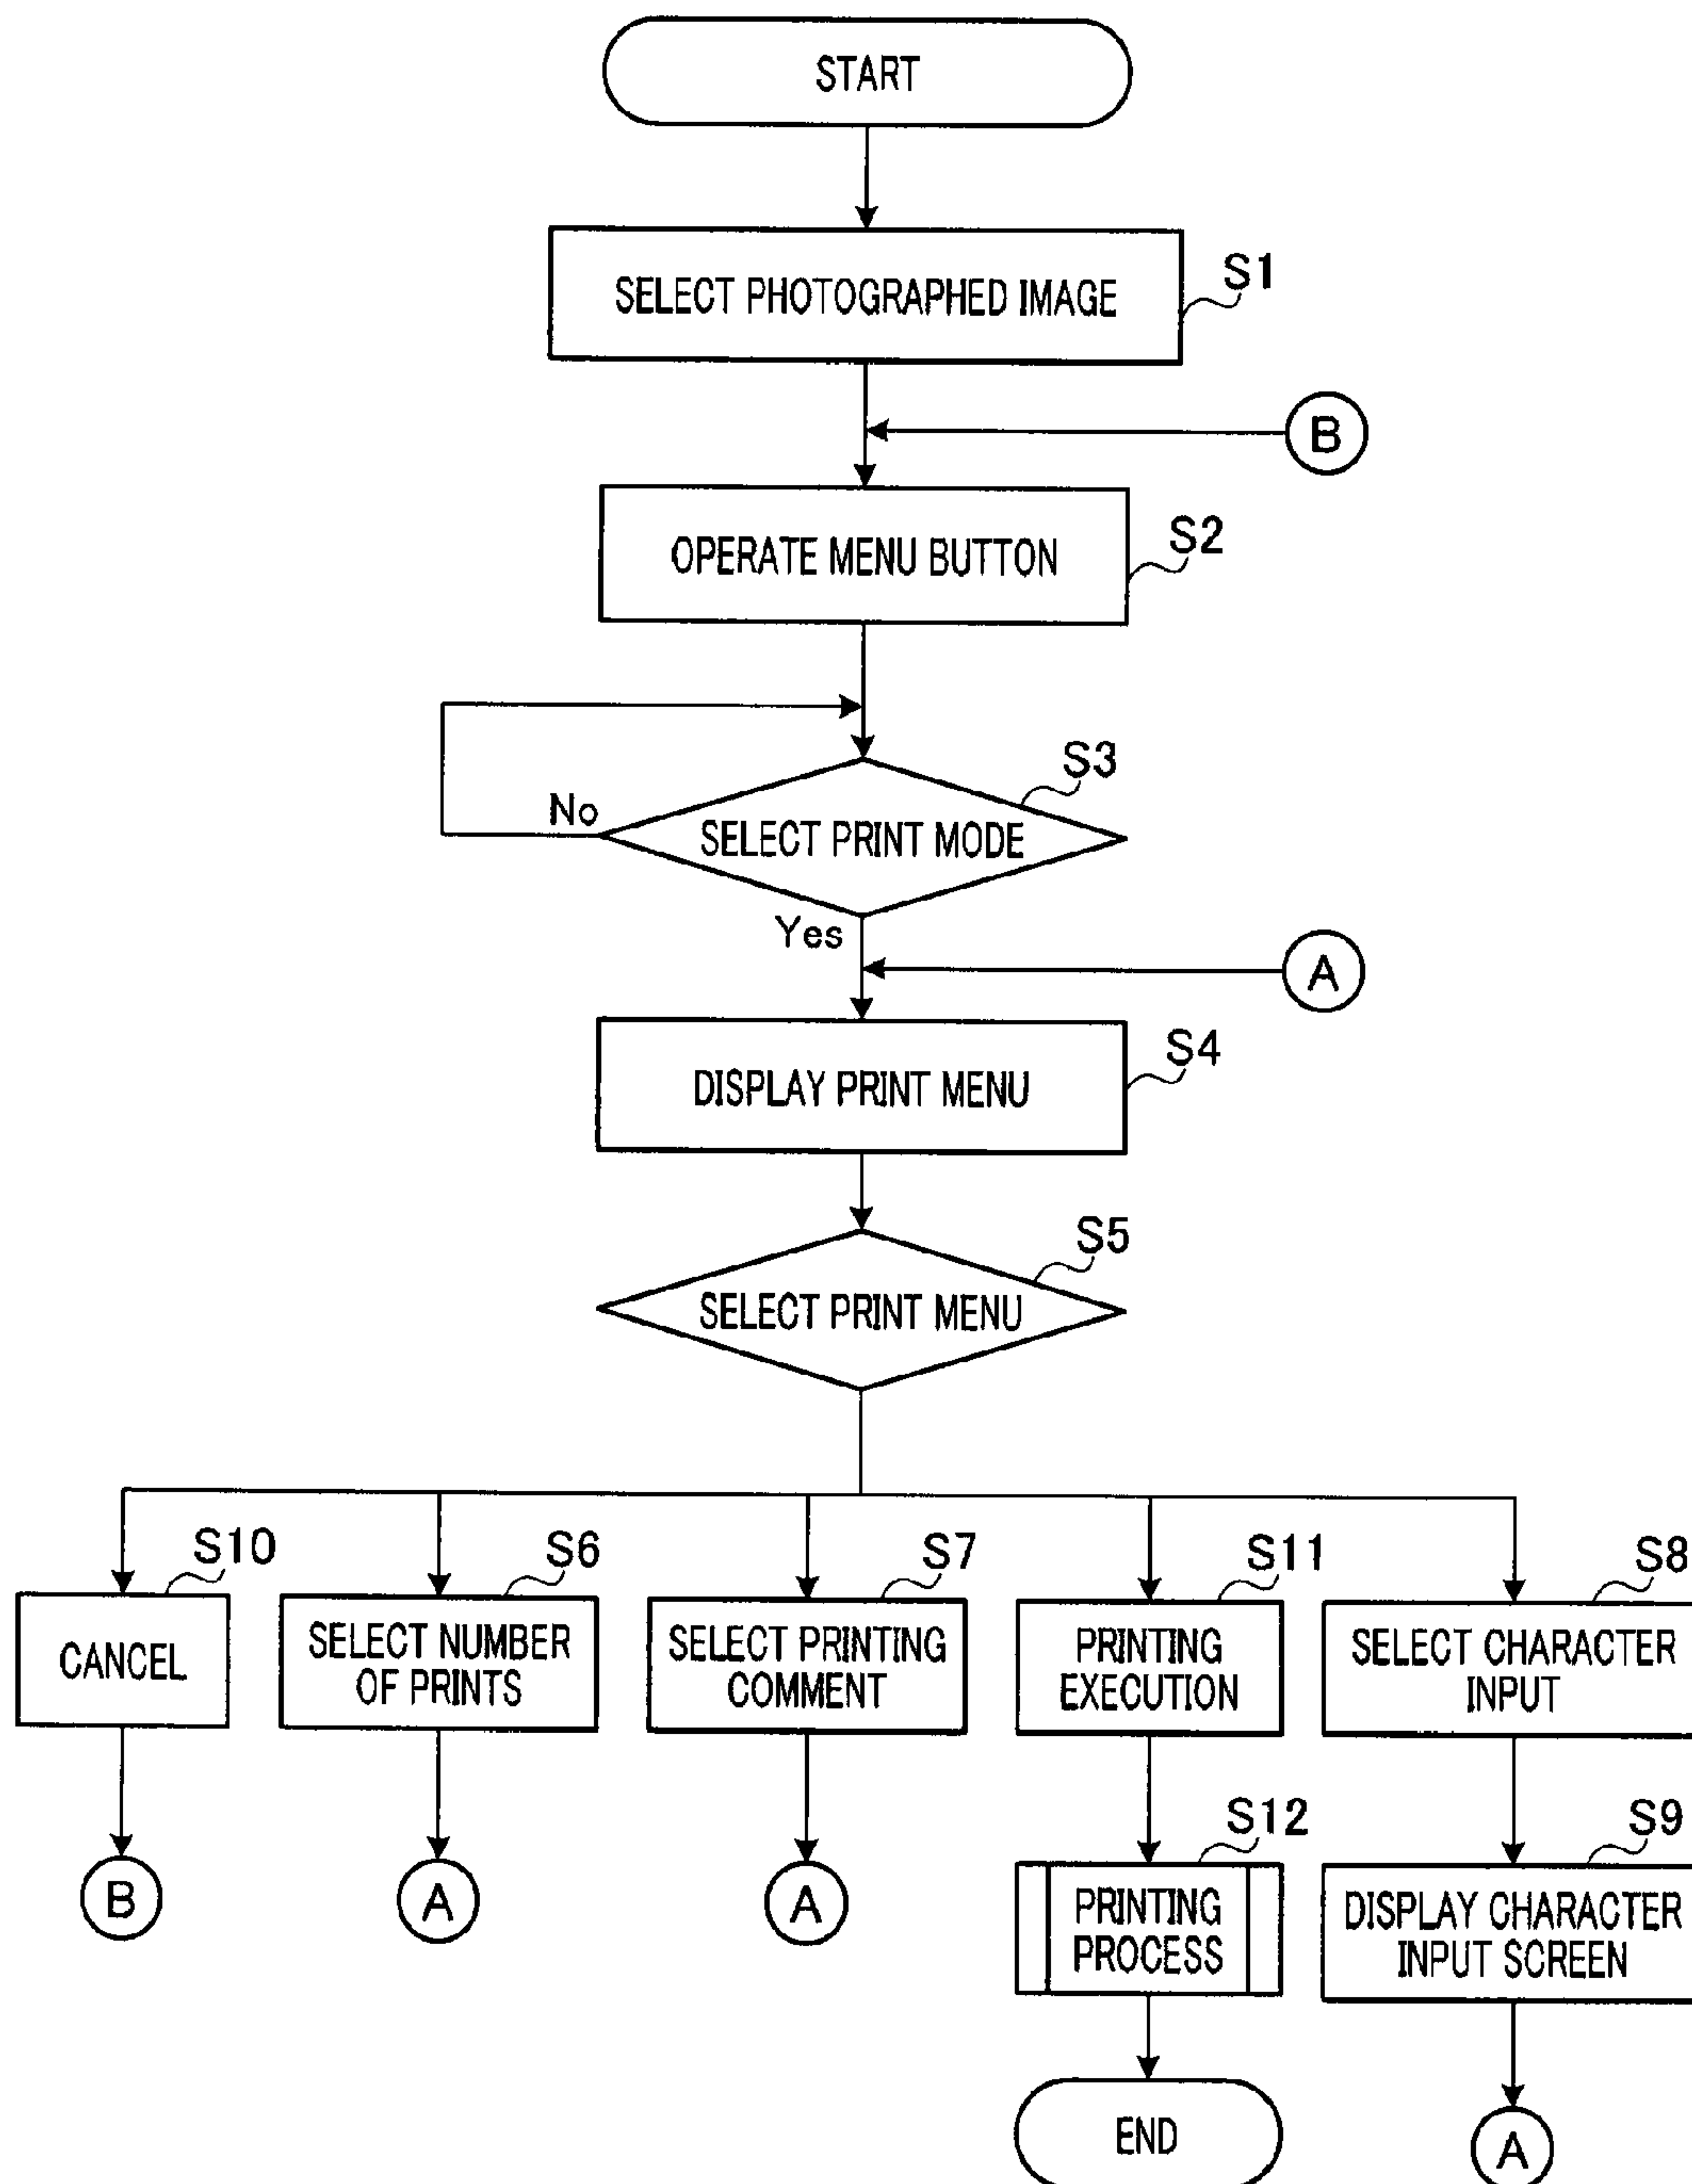 START
SELECT PHOTOGRAPHED IMAGE
S1
B
OPERATE MENU BUTTON
S2
S3
No
SELECT PRINT MODE
Yes
A
S4
DISPLAY PRINT MENU
S5
SELECT PRINT MENU
S10
CANCEL
B
S6
SELECT NUMBER
OF PRINTS
A
S7
SELECT PRINTING
COMMENT
A
S11
PRINTING
EXECUTION
S12
PRINTING
PROCESS
END
S8
SELECT CHARACTER
INPUT
S9
DISPLAY CHARACTER
INPUT SCREEN
A